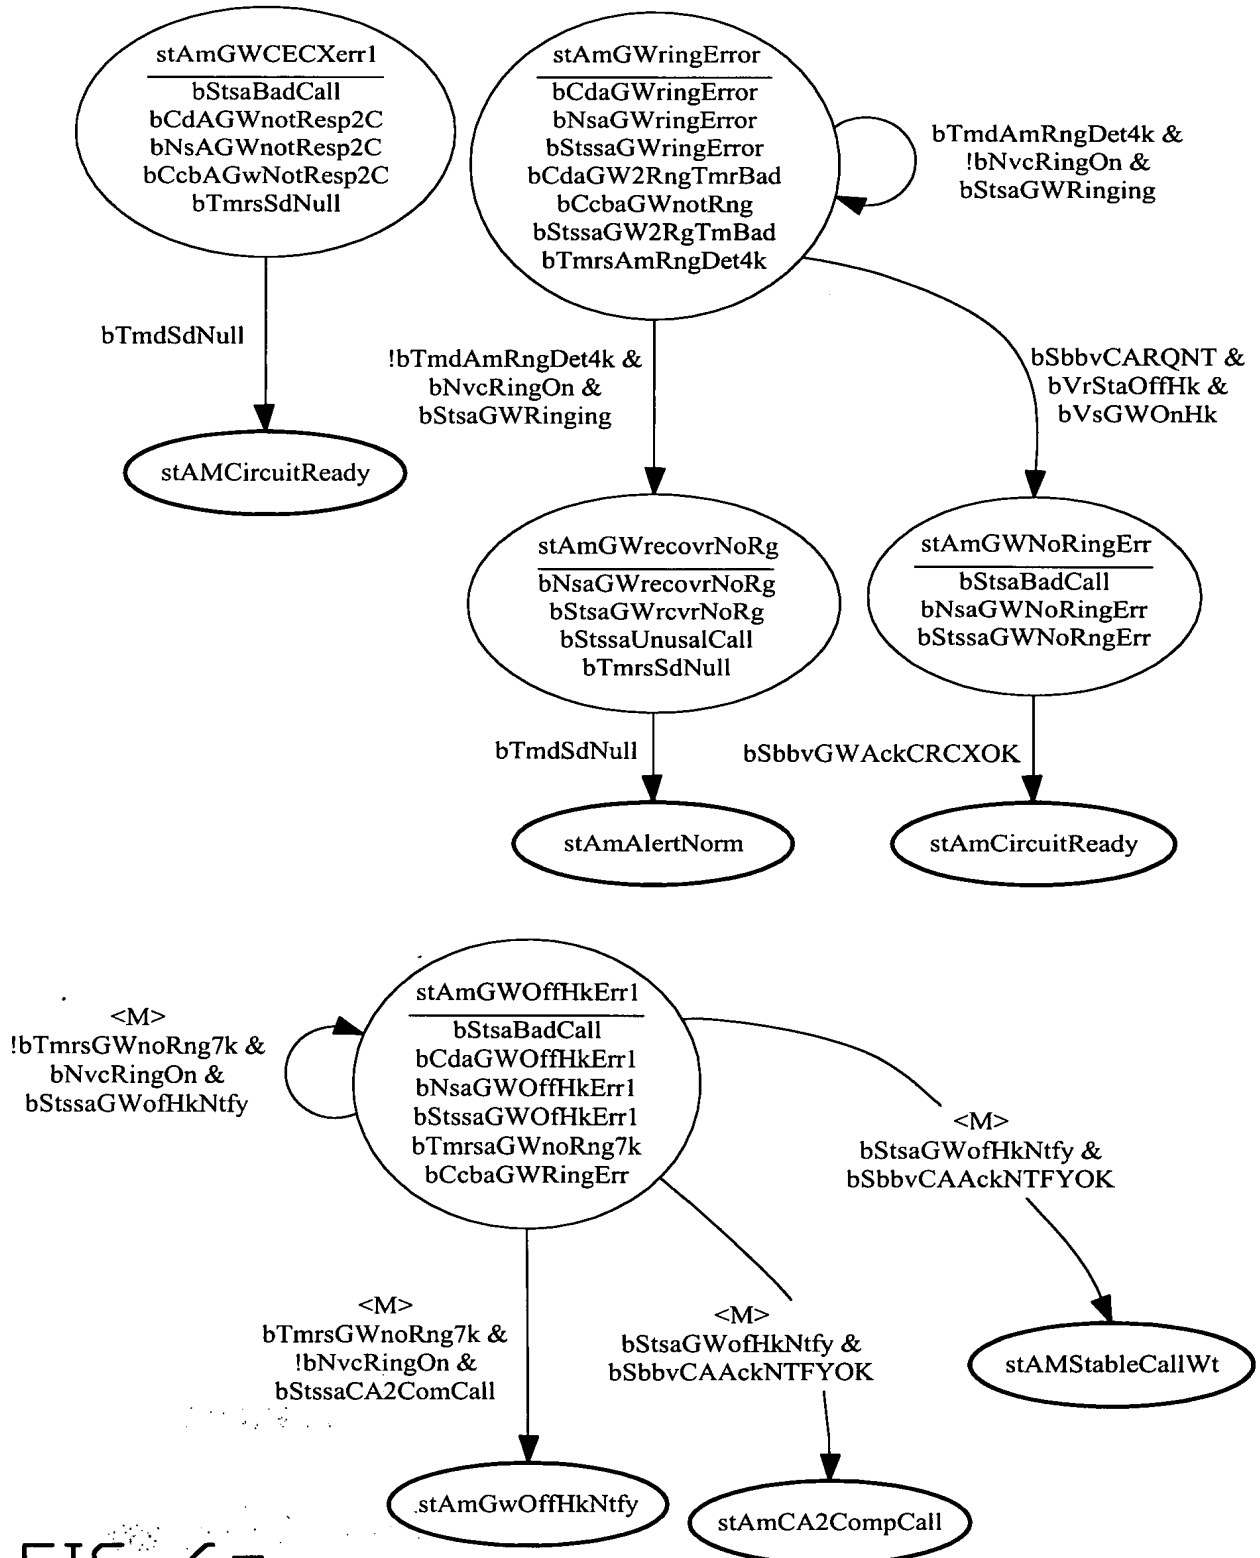 stAmGWCECXerr1
bStsaBadCall
bCdAGWnotResp2C
bNsAGWnotResp2C
bCcbAGwNotResp2C
bTmrsSdNull
bTmdSdNull
stAMCircuitReady
stAmGWringError
bCdaGWringError
bNsaGWringError
bStssaGWringError
bCdaGW2RngTmrBad
bCcbaGWnotRng
bStssaGW2RgTmBad
bTmrsAmRngDet4k
bTmdAmRngDet4k &
!bNvcRingOn &
bStsaGWRinging
!bTmdAmRngDet4k &
bNvcRingOn &
bStsaGWRinging
bSbbvCARQNT &
bVrStaOffHk &
bVsGWOnHk
stAmGWrecovrNoRg
bNsaGWrecovrNoRg
bStsaGWrcvrNoRg
bStssaUnusalCall
bTmrsSdNull
stAmGWNoRingErr
bStsaBadCall
bNsaGWNoRingErr
bStssaGWNoRngErr
bTmdSdNull
bSbbvGWAckCRCXOK
stAmAlertNorm
stAmCircuitReady
stAmGWOffHkErr1
bStsaBadCall
bCdaGWOffHkErr1
bNsaGWOffHkErr1
bStssaGWOfHkErr1
bTmrsaGWnoRng7k
bCcbaGWRingErr
<M>
!bTmrsGWnoRng7k &
bNvcRingOn &
bStssaGWofHkNtfy
<M>
bStsaGWofHkNtfy &
bSbbvCAAckNTFYOK
<M>
bTmrsGWnoRng7k &
!bNvcRingOn &
bStssaCA2ComCall
<M>
bStsaGWofHkNtfy &
bSbbvCAAckNTFYOK
stAMStableCallWt
stAmGwOffHkNtfy
stAmCA2CompCall